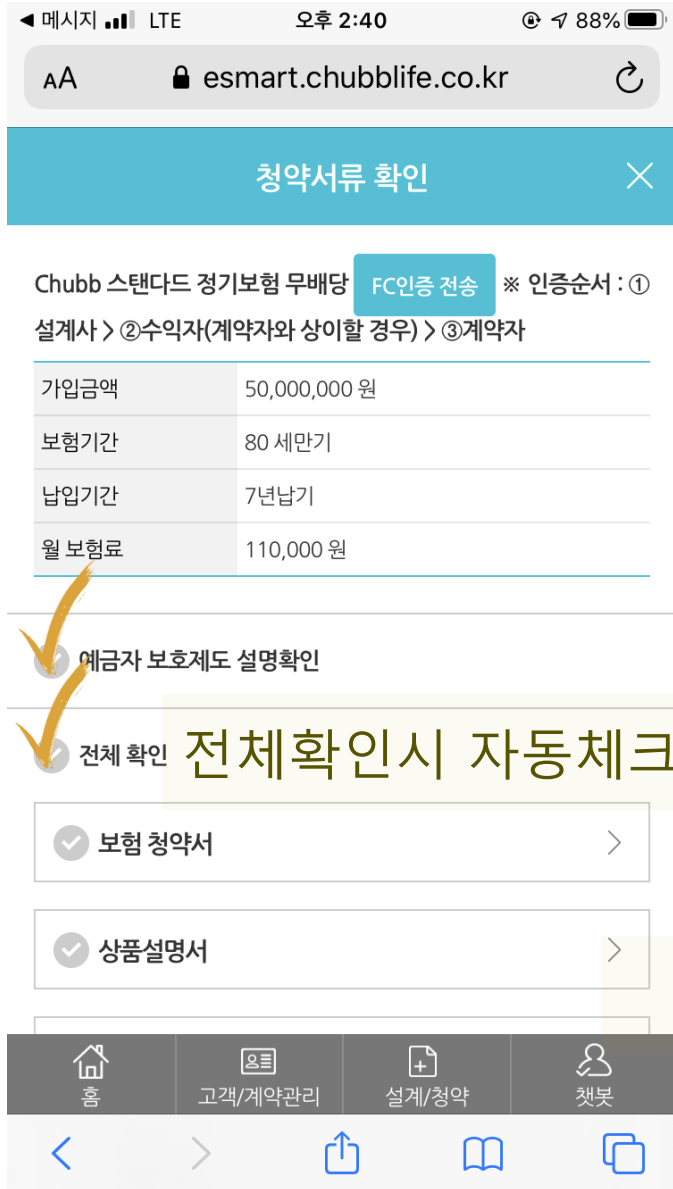 메시지 LTE 오후 2:40 88%
AA esmart.chubblife.co.kr
청약서류 확인
Chubb 스탠다드 정기보험 무배당 FC인증 전송 ※ 인증순서 : ①
설계사 > ②수익자(계약자와 상이할 경우) > ③계약자
가입금액 50,000,000 원
보험기간 80 세만기
납입기간 7년납기
월 보험료 110,000 원
예금자 보호제도 설명확인
전체 확인 전체확인시 자동체크
보험 청약서
상품설명서
홈 고객/계약관리 설계/청약 챗봇